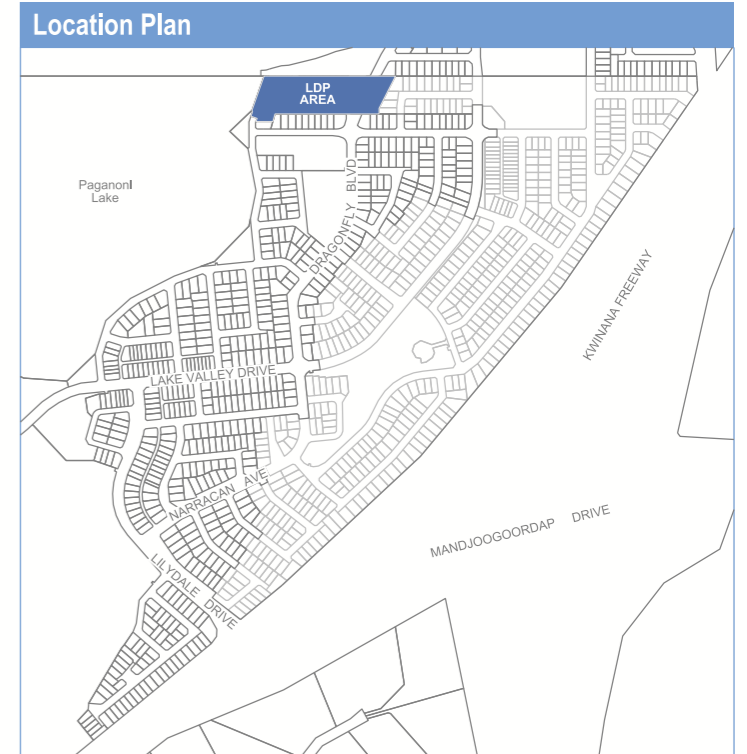 Location Plan
LDP
AREA
Paganoni
Lake
DRAGONFLY BLVD
KWINANA FREEWAY
LAKE VALLEY DRIVE
NARRACAN AVE
MANDJOOGOORDAP DRIVE
LILYDALE DRIVE